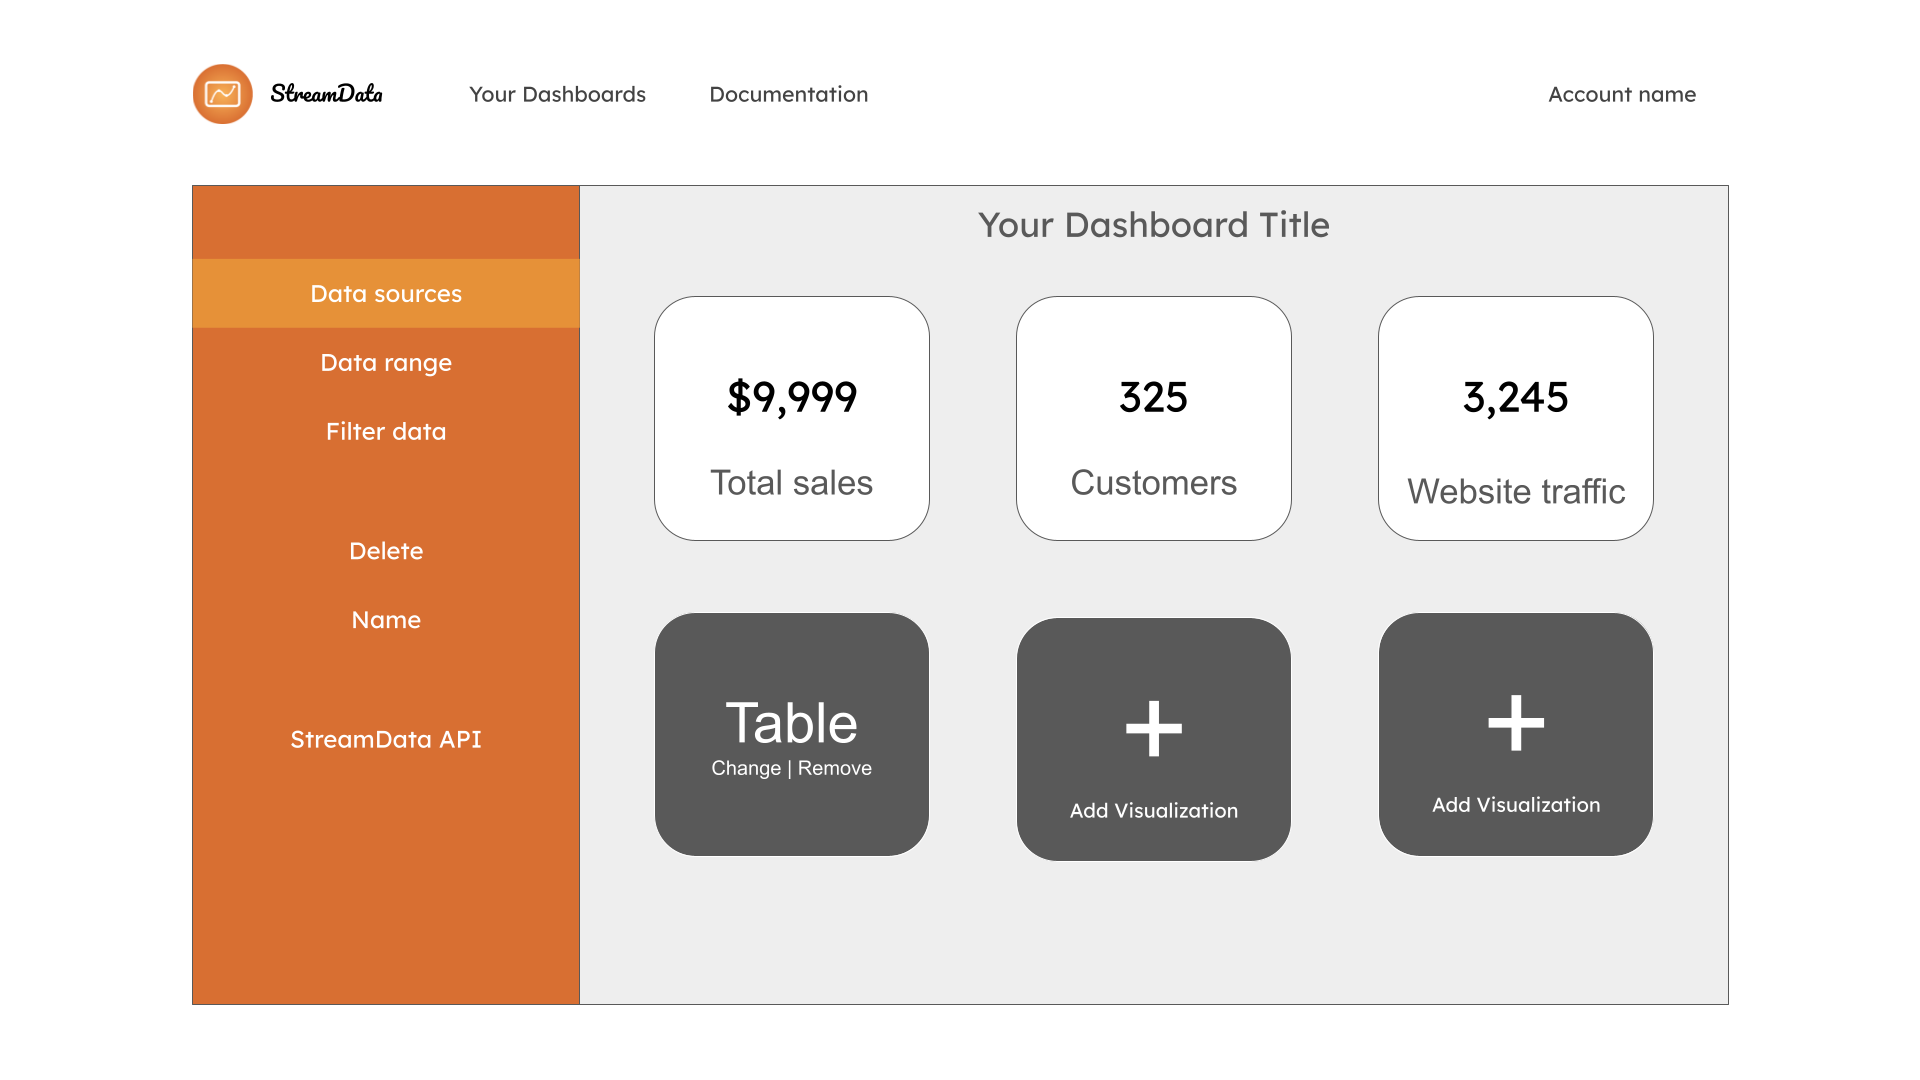 StreamData
Your Dashboards
Documentation
Account name
Data sources
Data range
Filter data
Delete
Name
StreamData API
Your Dashboard Title
$9,999
Total sales
325
Customers
3,245
Website traffic
Table
Change | Remove
+
Add Visualization
+
Add Visualization